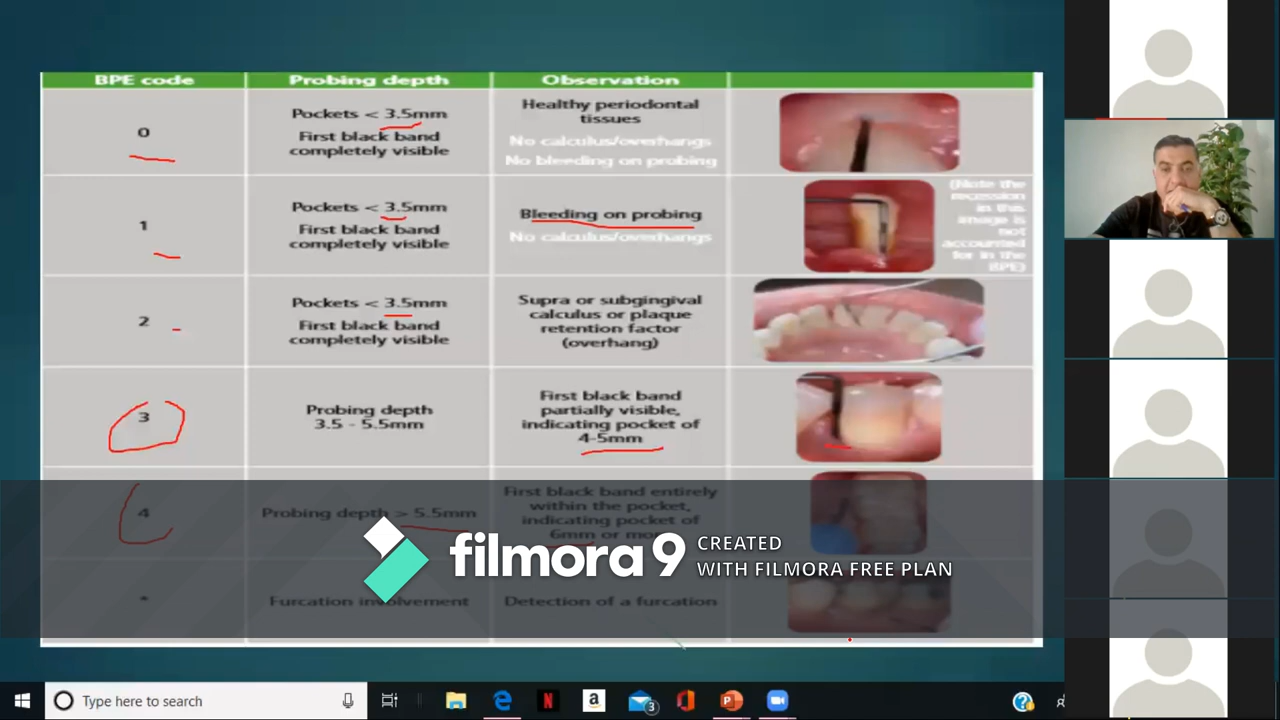 BPE code
Probing depth
Observation
0
Pockets < 3.5mm
First black band
completely visible
Healthy periodontal
tissues
No calculus/overhangs
No bleeding on probing
1
Pockets < 3.5mm
First black band
completely visible
Bleeding on probing
No calculus/overhangs
(Note the
recession
in this
image is
not
accounted
for in the
BPE)
2
Pockets < 3.5mm
First black band
completely visible
Supra or subgingival
calculus or plaque
retention factor
(overhang)
3
Probing depth
3.5 - 5.5mm
First black band
partially visible,
indicating pocket of
4-5mm
4
Probing depth > 5.5mm
First black band entirely
within the pocket,
indicating pocket of
6mm or more
*
Furcation involvement
Detection of a furcation
filmora 9
CREATED
WITH FILMORA FREE PLAN
Type here to search
3